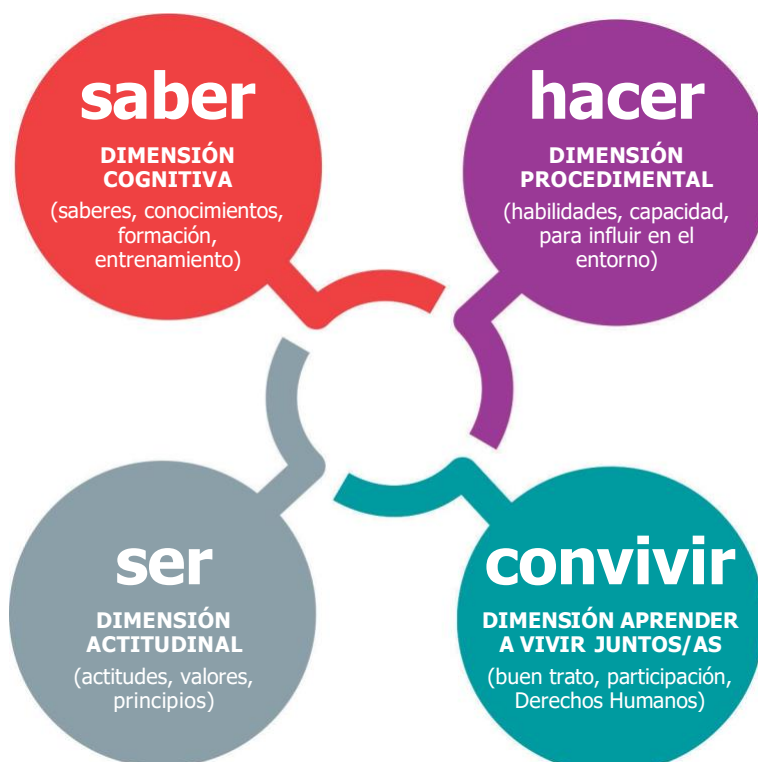 saber
DIMENSIÓN
COGNITIVA
(saberes, conocimientos,
formación,
entrenamiento)
hacer
DIMENSIÓN
PROCEDIMENTAL
(habilidades, capacidad,
para influir en el
entorno)
ser
DIMENSIÓN
ACTITUDINAL
(actitudes, valores,
principios)
convivir
DIMENSIÓN APRENDER
A VIVIR JUNTOS/AS
(buen trato, participación,
Derechos Humanos)